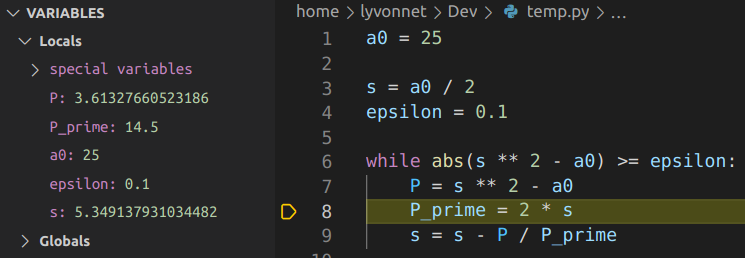 VARIABLES
Locals
special variables
P: 3.61327660523186
P_prime: 14.5
a0: 25
epsilon: 0.1
s: 5.349137931034482
Globals
home > lyvonnet > Dev > temp.py > ...
1 a0 = 25
2
3 s = a0 / 2
4 epsilon = 0.1
5
6 while abs(s ** 2 - a0) >= epsilon:
7     P = s ** 2 - a0
8     P_prime = 2 * s
9     s = s - P / P_prime